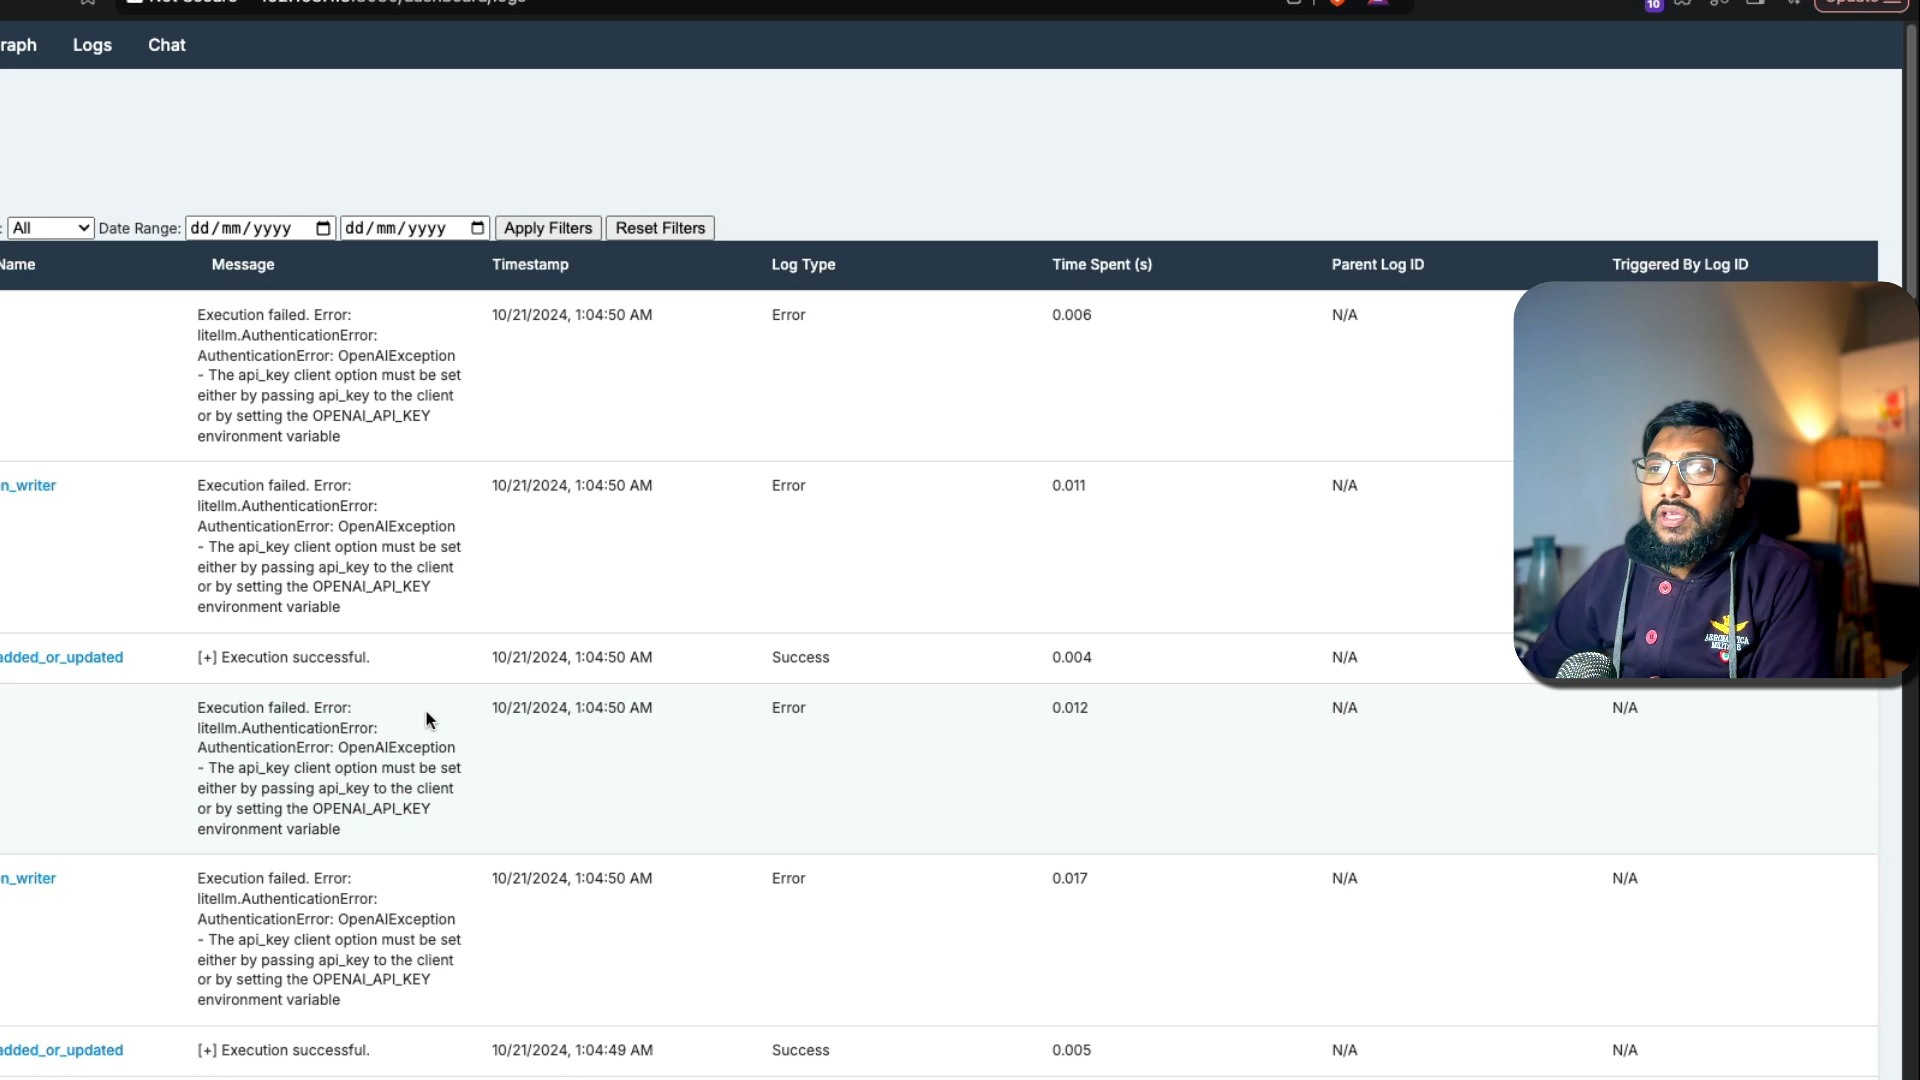 raph Logs Chat
: All Date Range: dd/mm/yyyy dd/mm/yyyy Apply Filters Reset Filters
Name Message Timestamp Log Type Time Spent (s) Parent Log ID Triggered By Log ID
Execution failed. Error: 10/21/2024, 1:04:50 AM Error 0.006 N/A
litellm.AuthenticationError:
AuthenticationError: OpenAIException
- The api_key client option must be set
either by passing api_key to the client
or by setting the OPENAI_API_KEY
environment variable
n_writer Execution failed. Error: 10/21/2024, 1:04:50 AM Error 0.011 N/A
litellm.AuthenticationError:
AuthenticationError: OpenAIException
- The api_key client option must be set
either by passing api_key to the client
or by setting the OPENAI_API_KEY
environment variable
added_or_updated [+] Execution successful. 10/21/2024, 1:04:50 AM Success 0.004 N/A
Execution failed. Error: 10/21/2024, 1:04:50 AM Error 0.012 N/A N/A
litellm.AuthenticationError:
AuthenticationError: OpenAIException
- The api_key client option must be set
either by passing api_key to the client
or by setting the OPENAI_API_KEY
environment variable
n_writer Execution failed. Error: 10/21/2024, 1:04:50 AM Error 0.017 N/A N/A
litellm.AuthenticationError:
AuthenticationError: OpenAIException
- The api_key client option must be set
either by passing api_key to the client
or by setting the OPENAI_API_KEY
environment variable
added_or_updated [+] Execution successful. 10/21/2024, 1:04:49 AM Success 0.005 N/A N/A
10